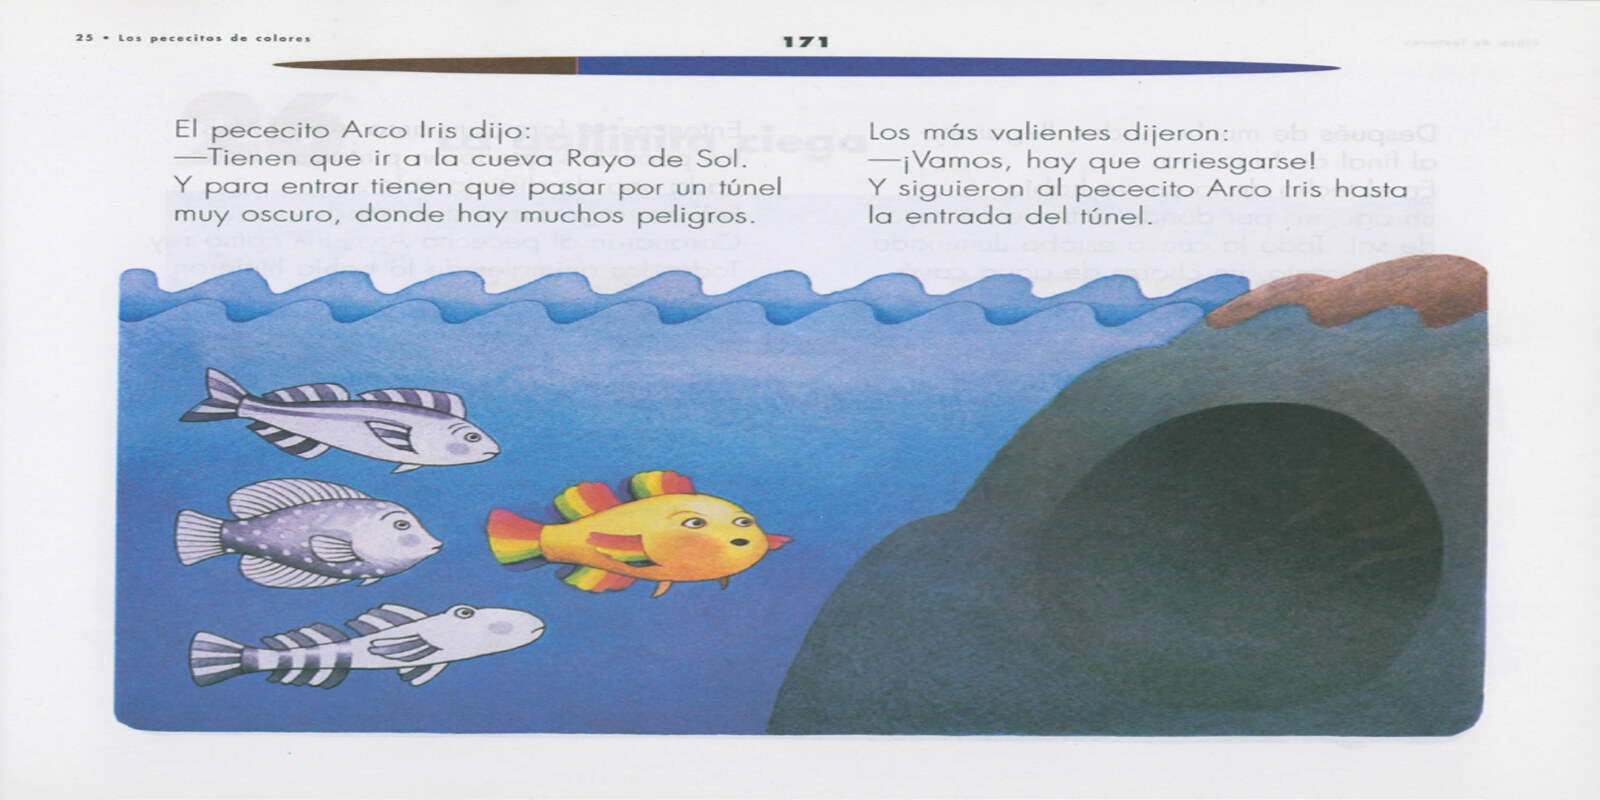 25 • Los pececitos de colores
171
El pececito Arco Iris dijo:
—Tienen que ir a la cueva Rayo de Sol.
Y para entrar tienen que pasar por un túnel
muy oscuro, donde hay muchos peligros.
Los más valientes dijeron:
—¡Vamos, hay que arriesgarse!
Y siguieron al pececito Arco Iris hasta
la entrada del túnel.